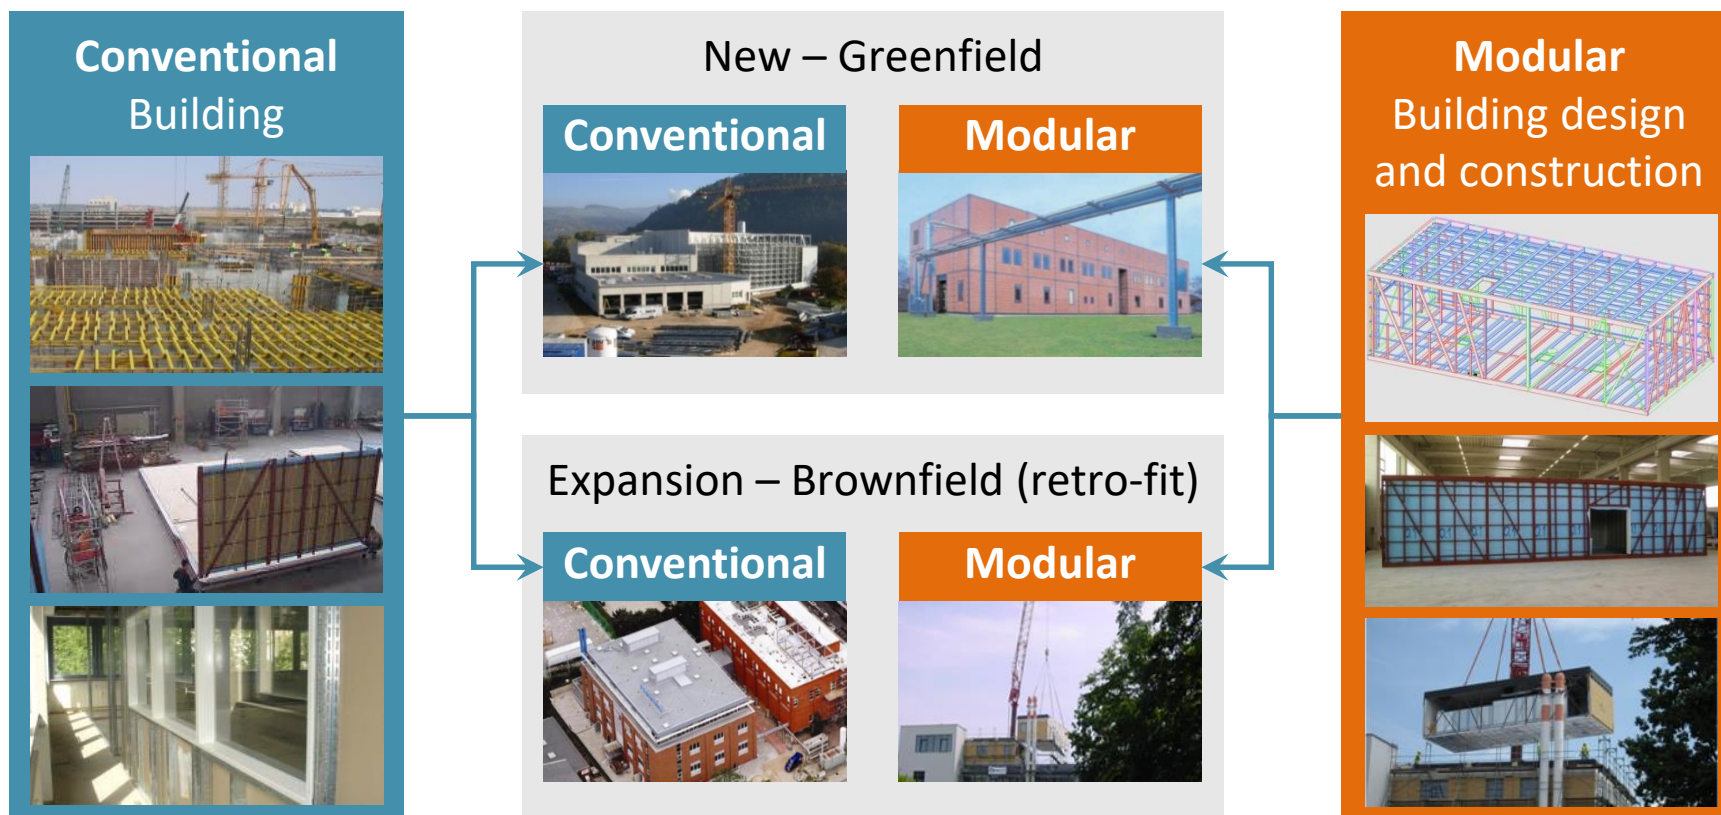 Conventional
Building
New – Greenfield
Conventional
Modular
Expansion – Brownfield (retro-fit)
Conventional
Modular
Modular
Building design
and construction